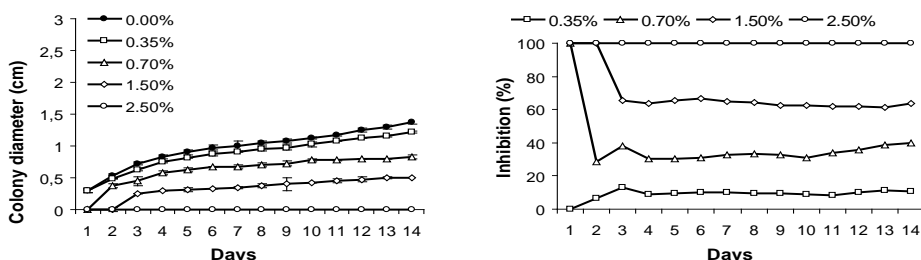 3
2,5
2
1,5
1
0,5
0
Colony diameter (cm)
0.00%
0.35%
0.70%
1.50%
2.50%
1 2 3 4 5 6 7 8 9 10 11 12 13 14
Days
0.35% 0.70% 1.50% 2.50%
100
80
60
40
20
0
Inhibition (%)
1 2 3 4 5 6 7 8 9 10 11 12 13 14
Days